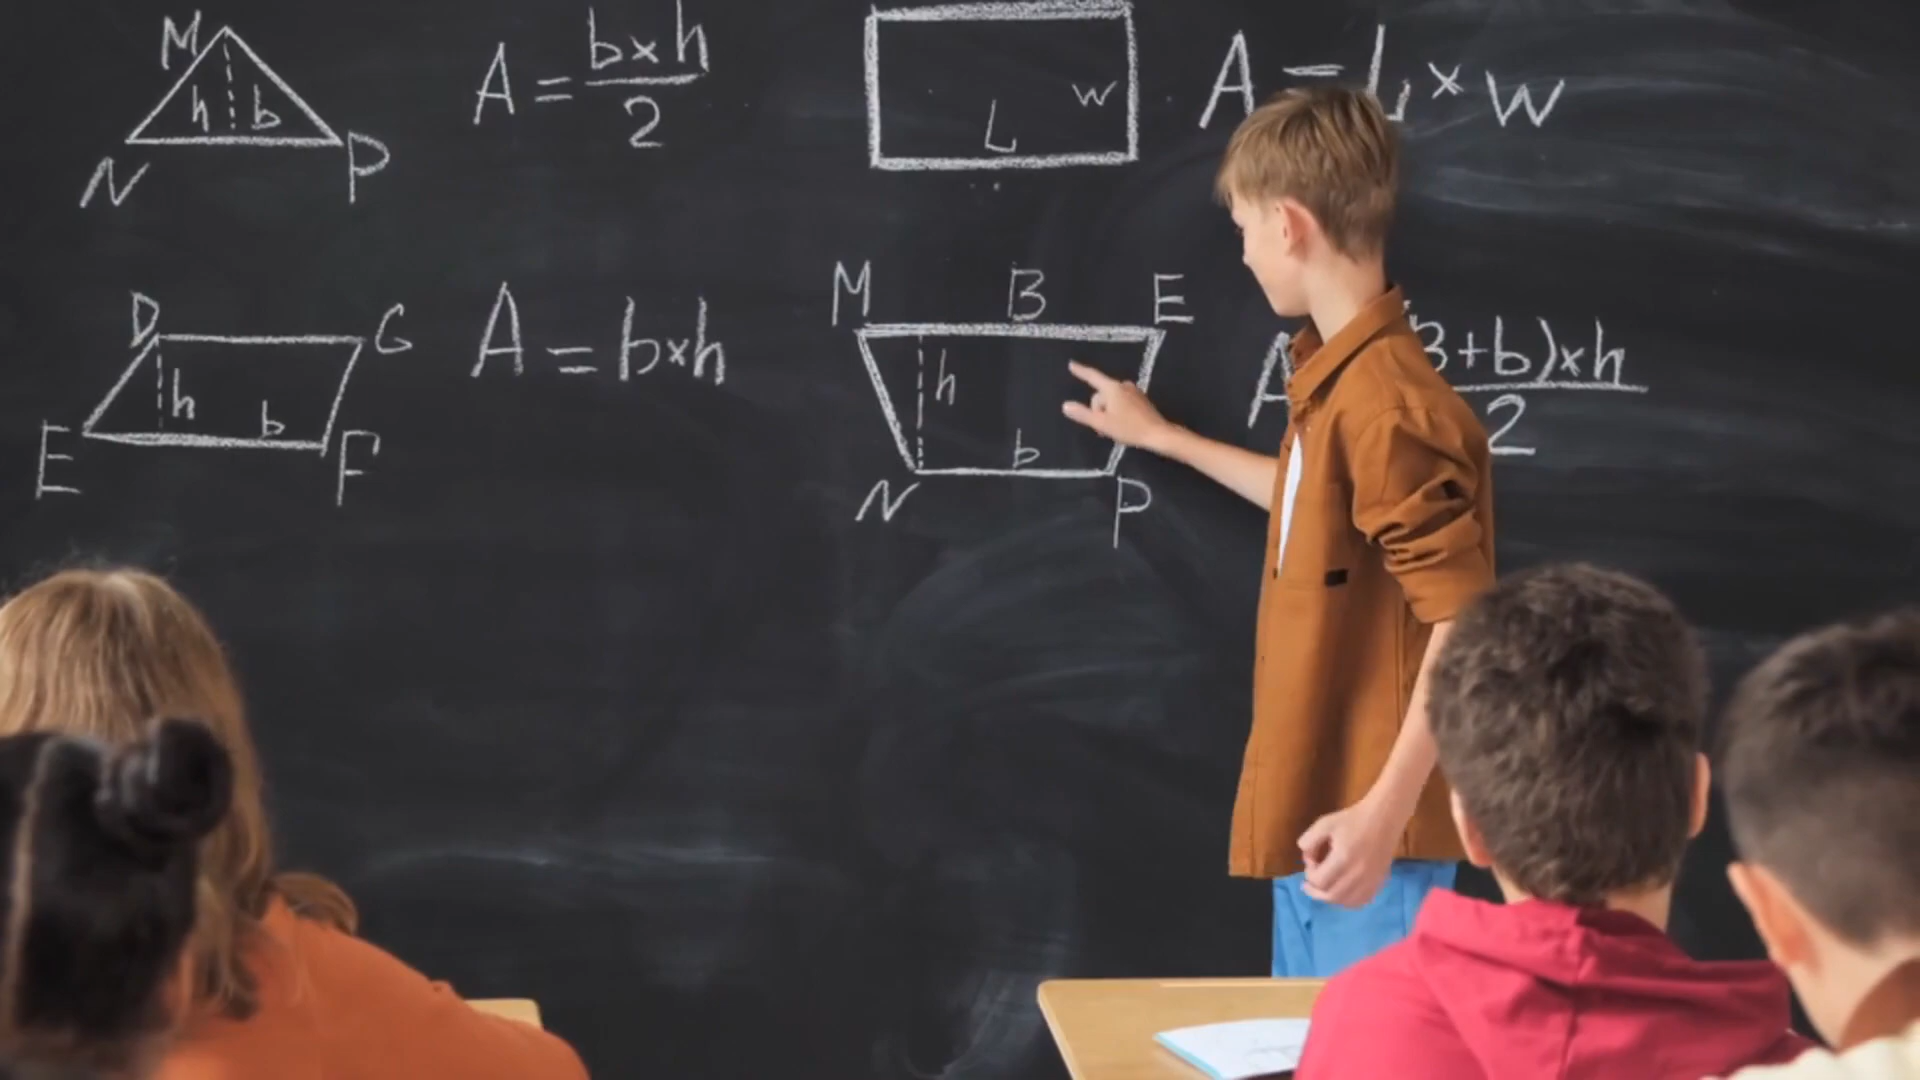 M
h b
N P
A = b×h / 2
L w
A = L × w
D G
h b
E F
A = b×h
M B E
h
b
N P
A B+b)×h / 2